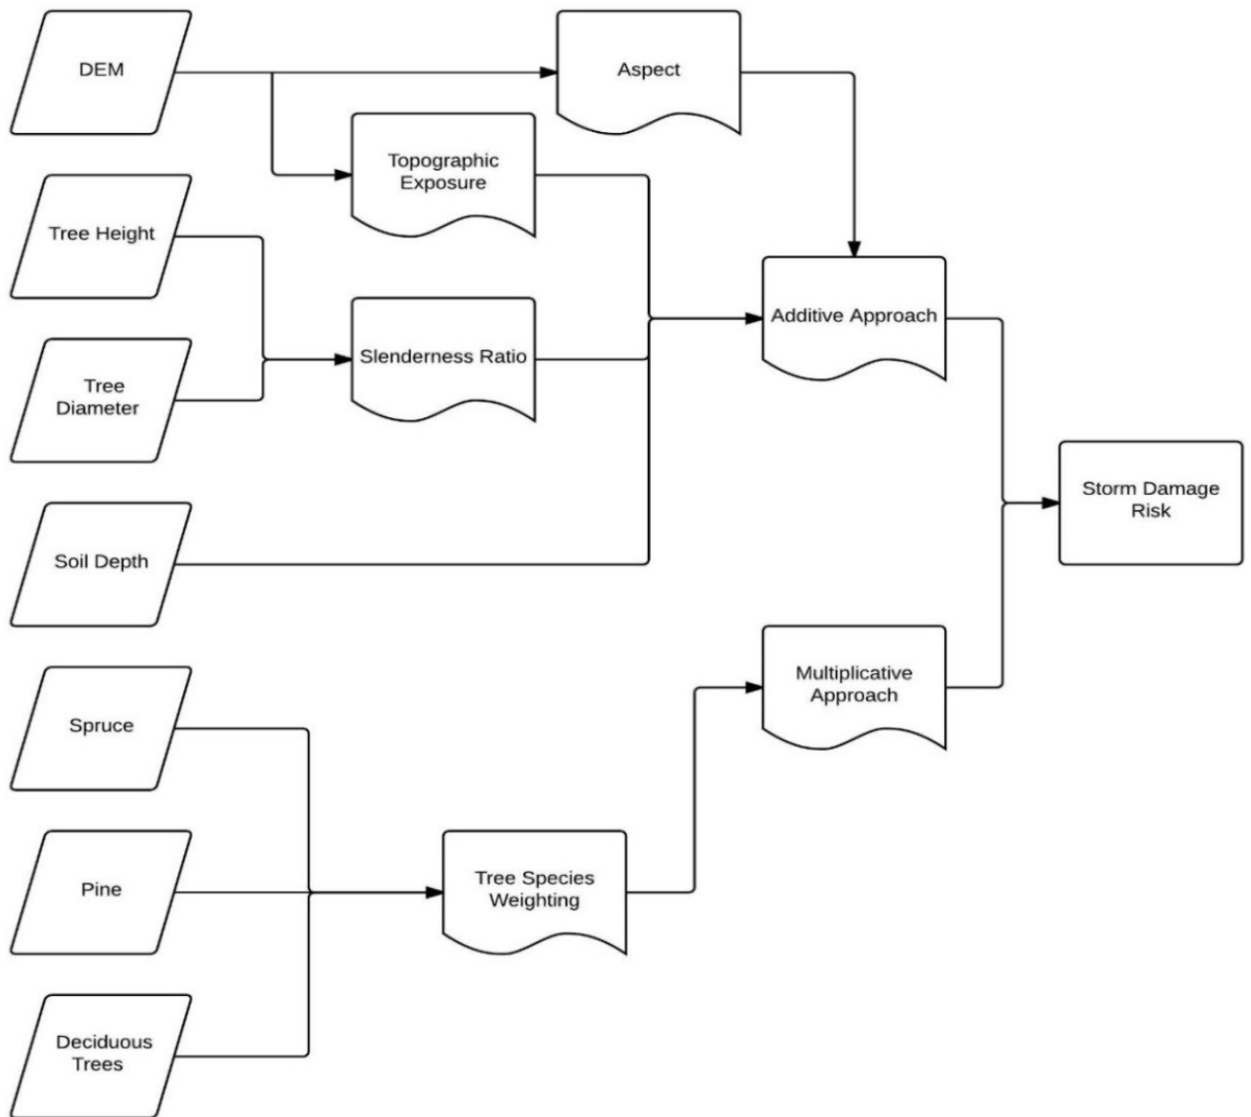 DEM
Aspect
Topographic
Exposure
Tree Height
Additive Approach
Slenderness Ratio
Tree
Diameter
Storm Damage
Risk
Soil Depth
Multiplicative
Approach
Spruce
Pine
Tree Species
Weighting
Deciduous
Trees